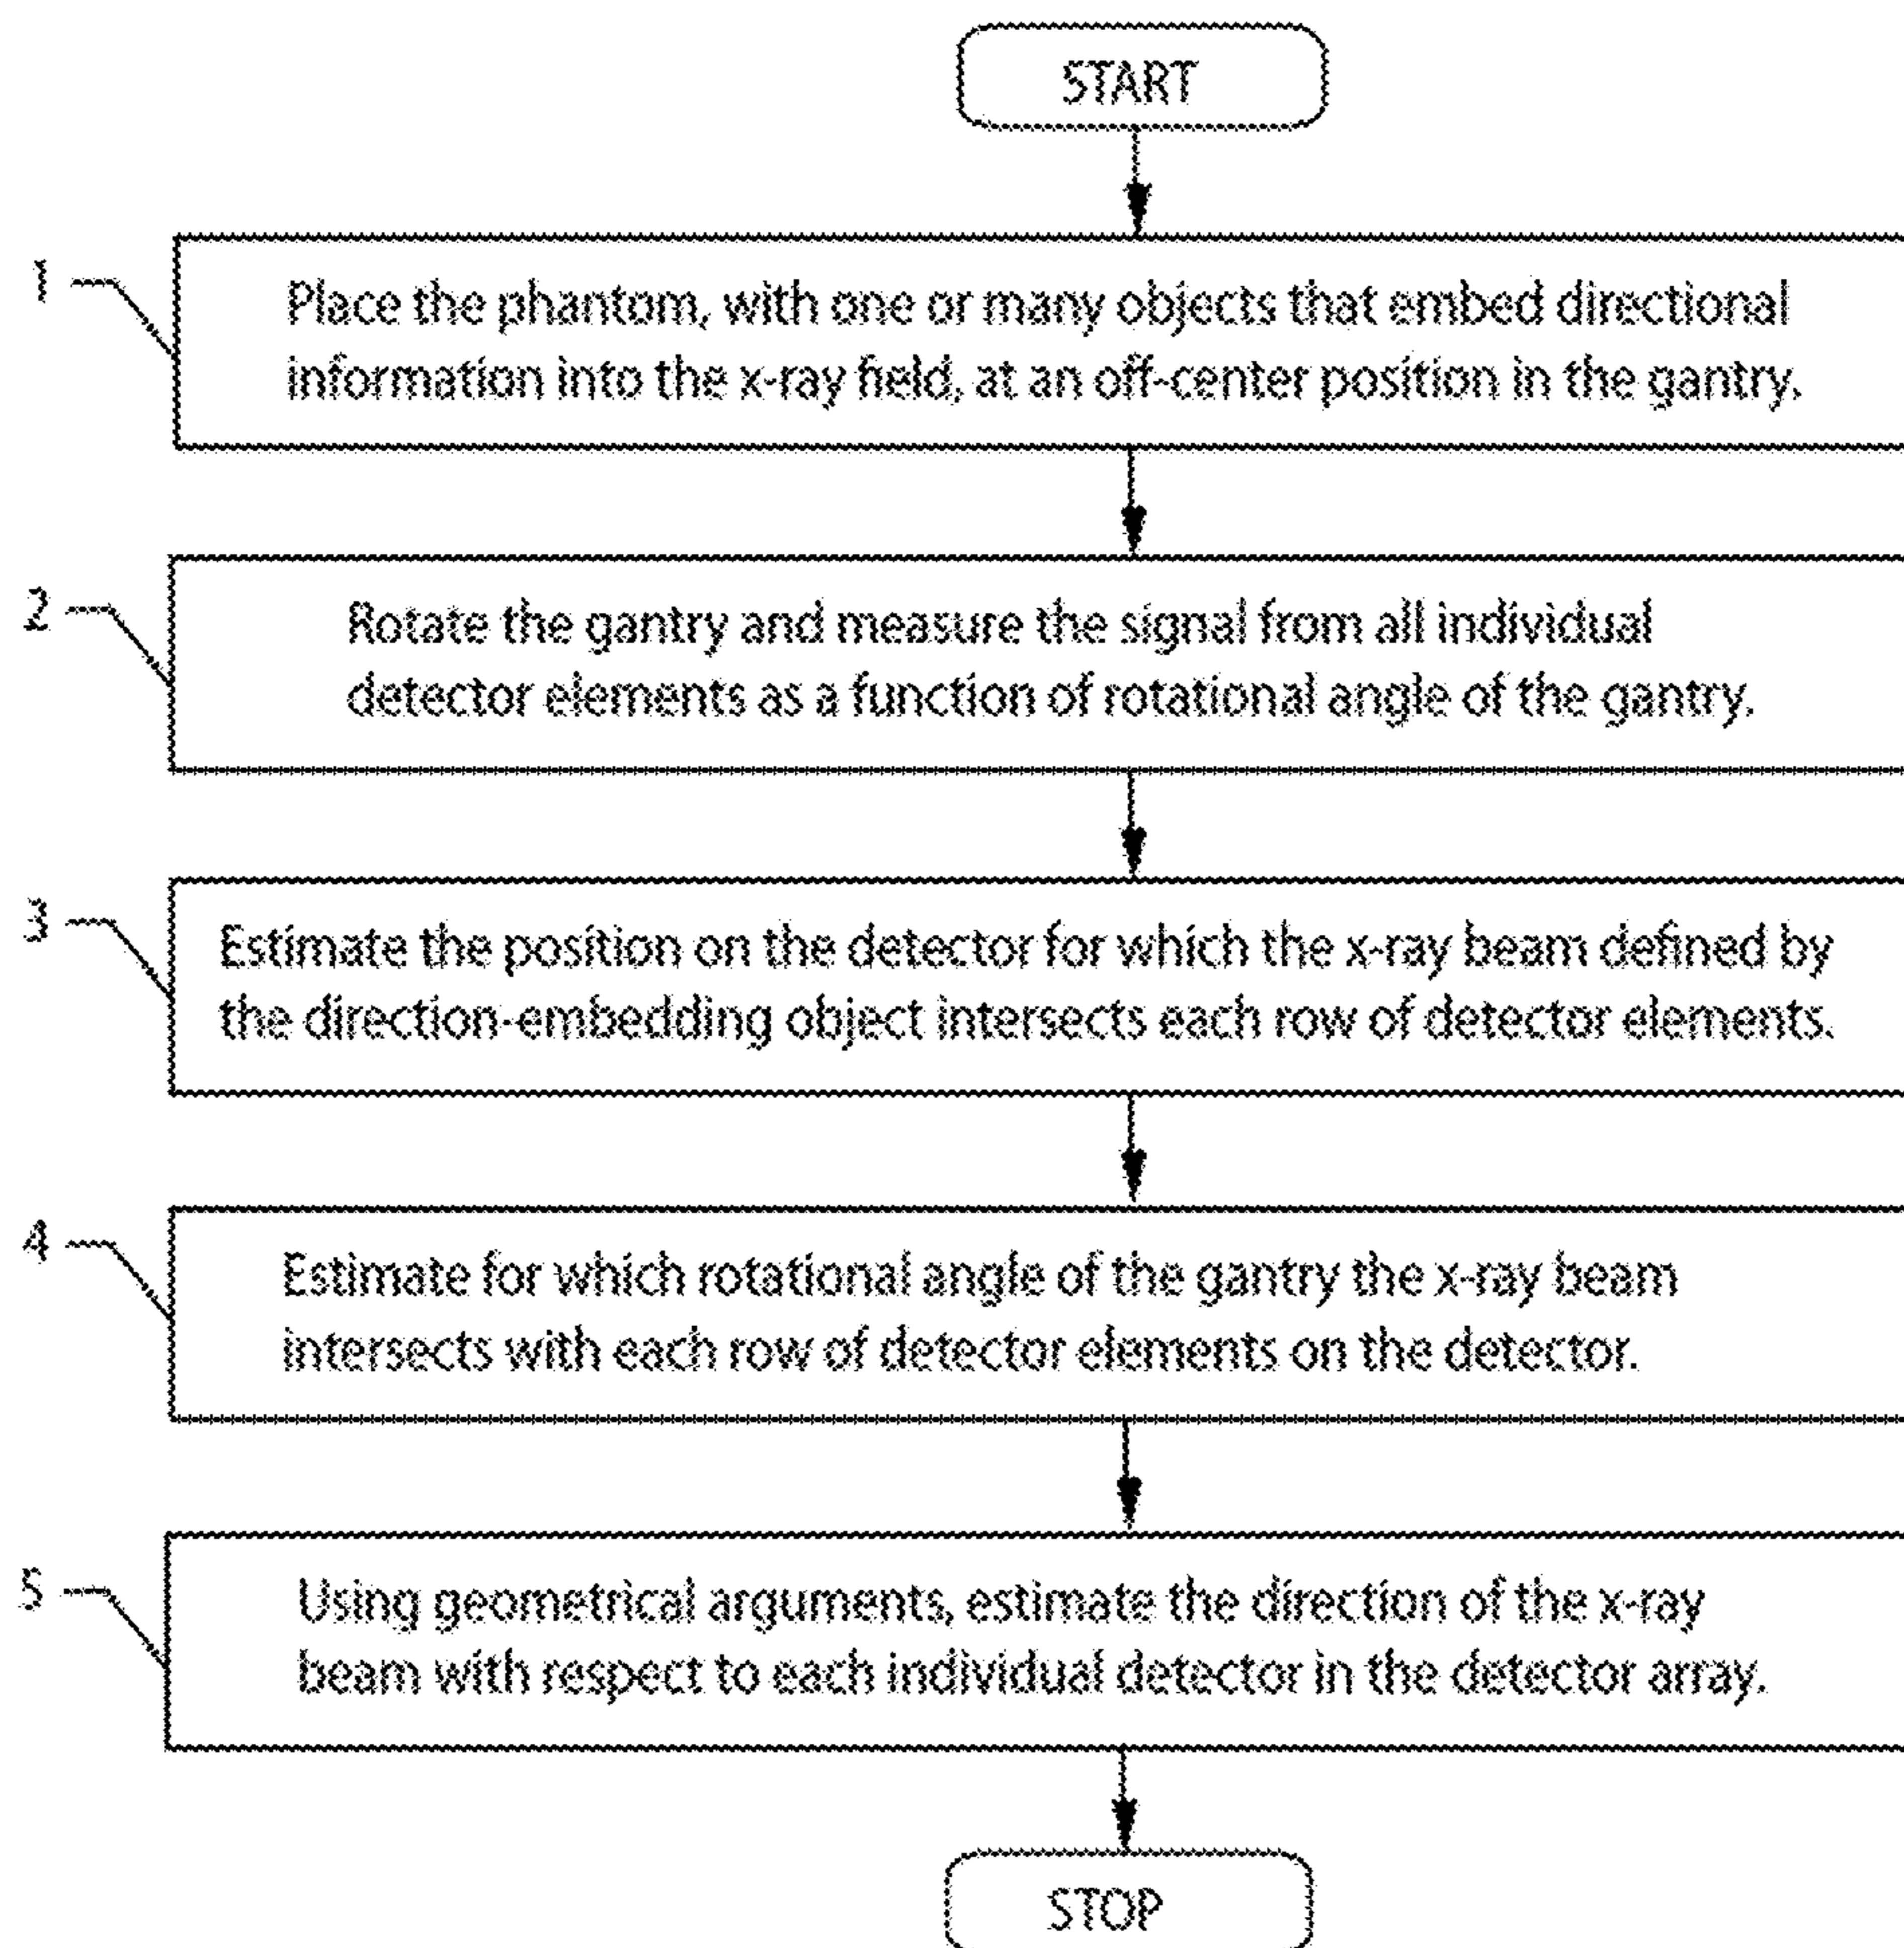 START
1
Place the phantom, with one or many objects that embed directional
information into the x-ray field, at an off-center position in the gantry.
2
Rotate the gantry and measure the signal from all individual
detector elements as a function of rotational angle of the gantry.
3
Estimate the position on the detector for which the x-ray beam defined by
the direction-embedding object intersects each row of detector elements.
4
Estimate for which rotational angle of the gantry the x-ray beam
intersects with each row of detector elements on the detector.
5
Using geometrical arguments, estimate the direction of the x-ray
beam with respect to each individual detector in the detector array.
STOP